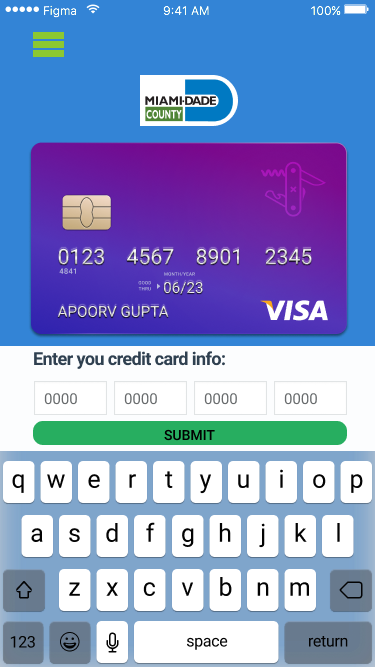 Figma 9:41 AM 100%
MIAMI-DADE
COUNTY
0123 4567 8901 2345
4841
MONTH/YEAR
GOOD
THRU 06/23
APOORV GUPTA
VISA
Enter you credit card info:
0000 0000 0000 0000
SUBMIT
q w e r t y u i o p
a s d f g h j k l
z x c v b n m
123 space return